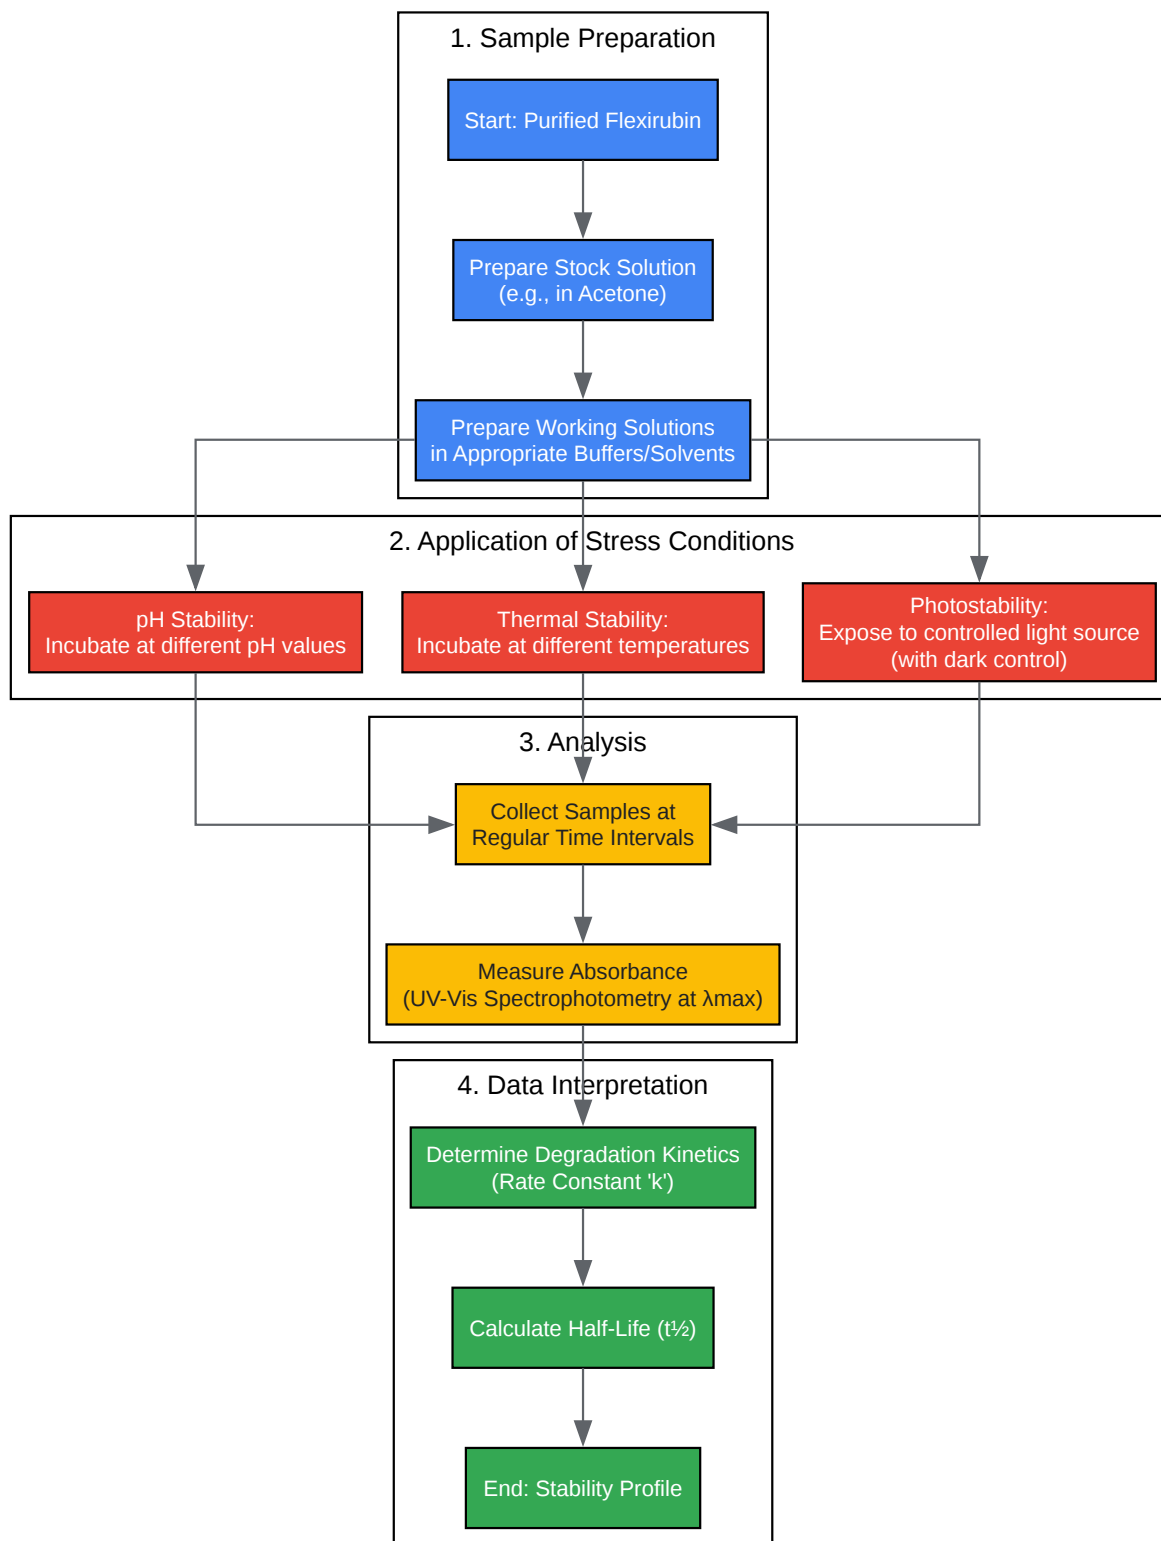 1. Sample Preparation
Start: Purified Flexirubin
Prepare Stock Solution
(e.g., in Acetone)
Prepare Working Solutions
in Appropriate Buffers/Solvents
2. Application of Stress Conditions
pH Stability:
Incubate at different pH values
Thermal Stability:
Incubate at different temperatures
Photostability:
Expose to controlled light source
(with dark control)
3. Analysis
Collect Samples at
Regular Time Intervals
Measure Absorbance
(UV-Vis Spectrophotometry at λmax)
4. Data Interpretation
Determine Degradation Kinetics
(Rate Constant 'k')
Calculate Half-Life (t½)
End: Stability Profile